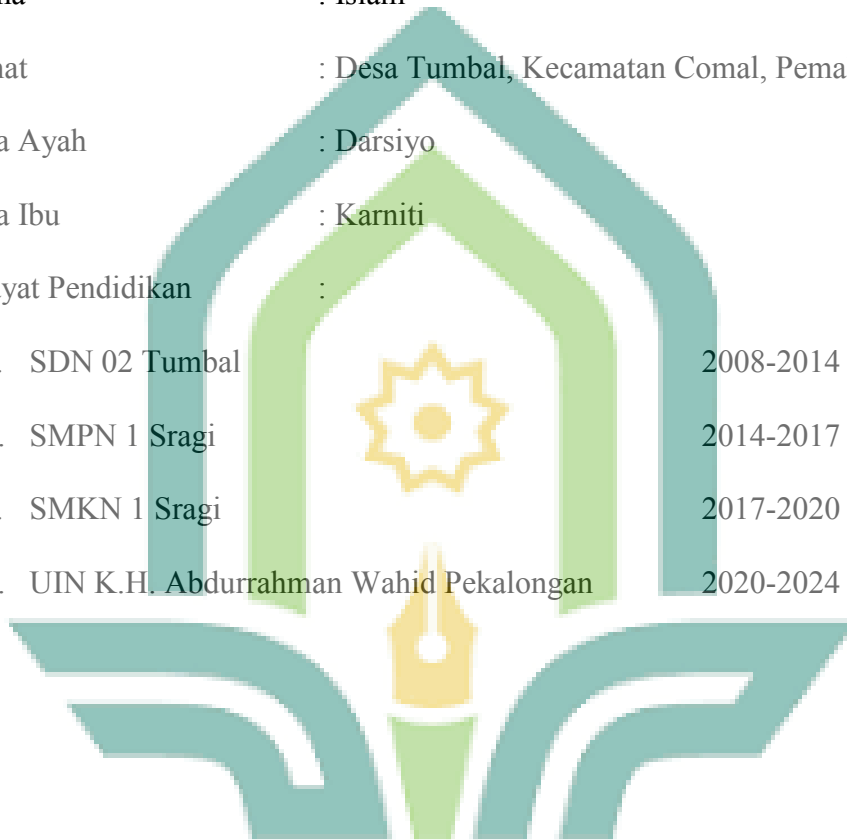 : Islam
: Desa Tumbal, Kecamatan Comal, Pema
Ayah : Darsiyo
Ibu : Karniti
yat Pendidikan :
. SDN 02 Tumbal 2008-2014
. SMPN 1 Sragi 2014-2017
. SMKN 1 Sragi 2017-2020
. UIN K.H. Abdurrahman Wahid Pekalongan 2020-2024